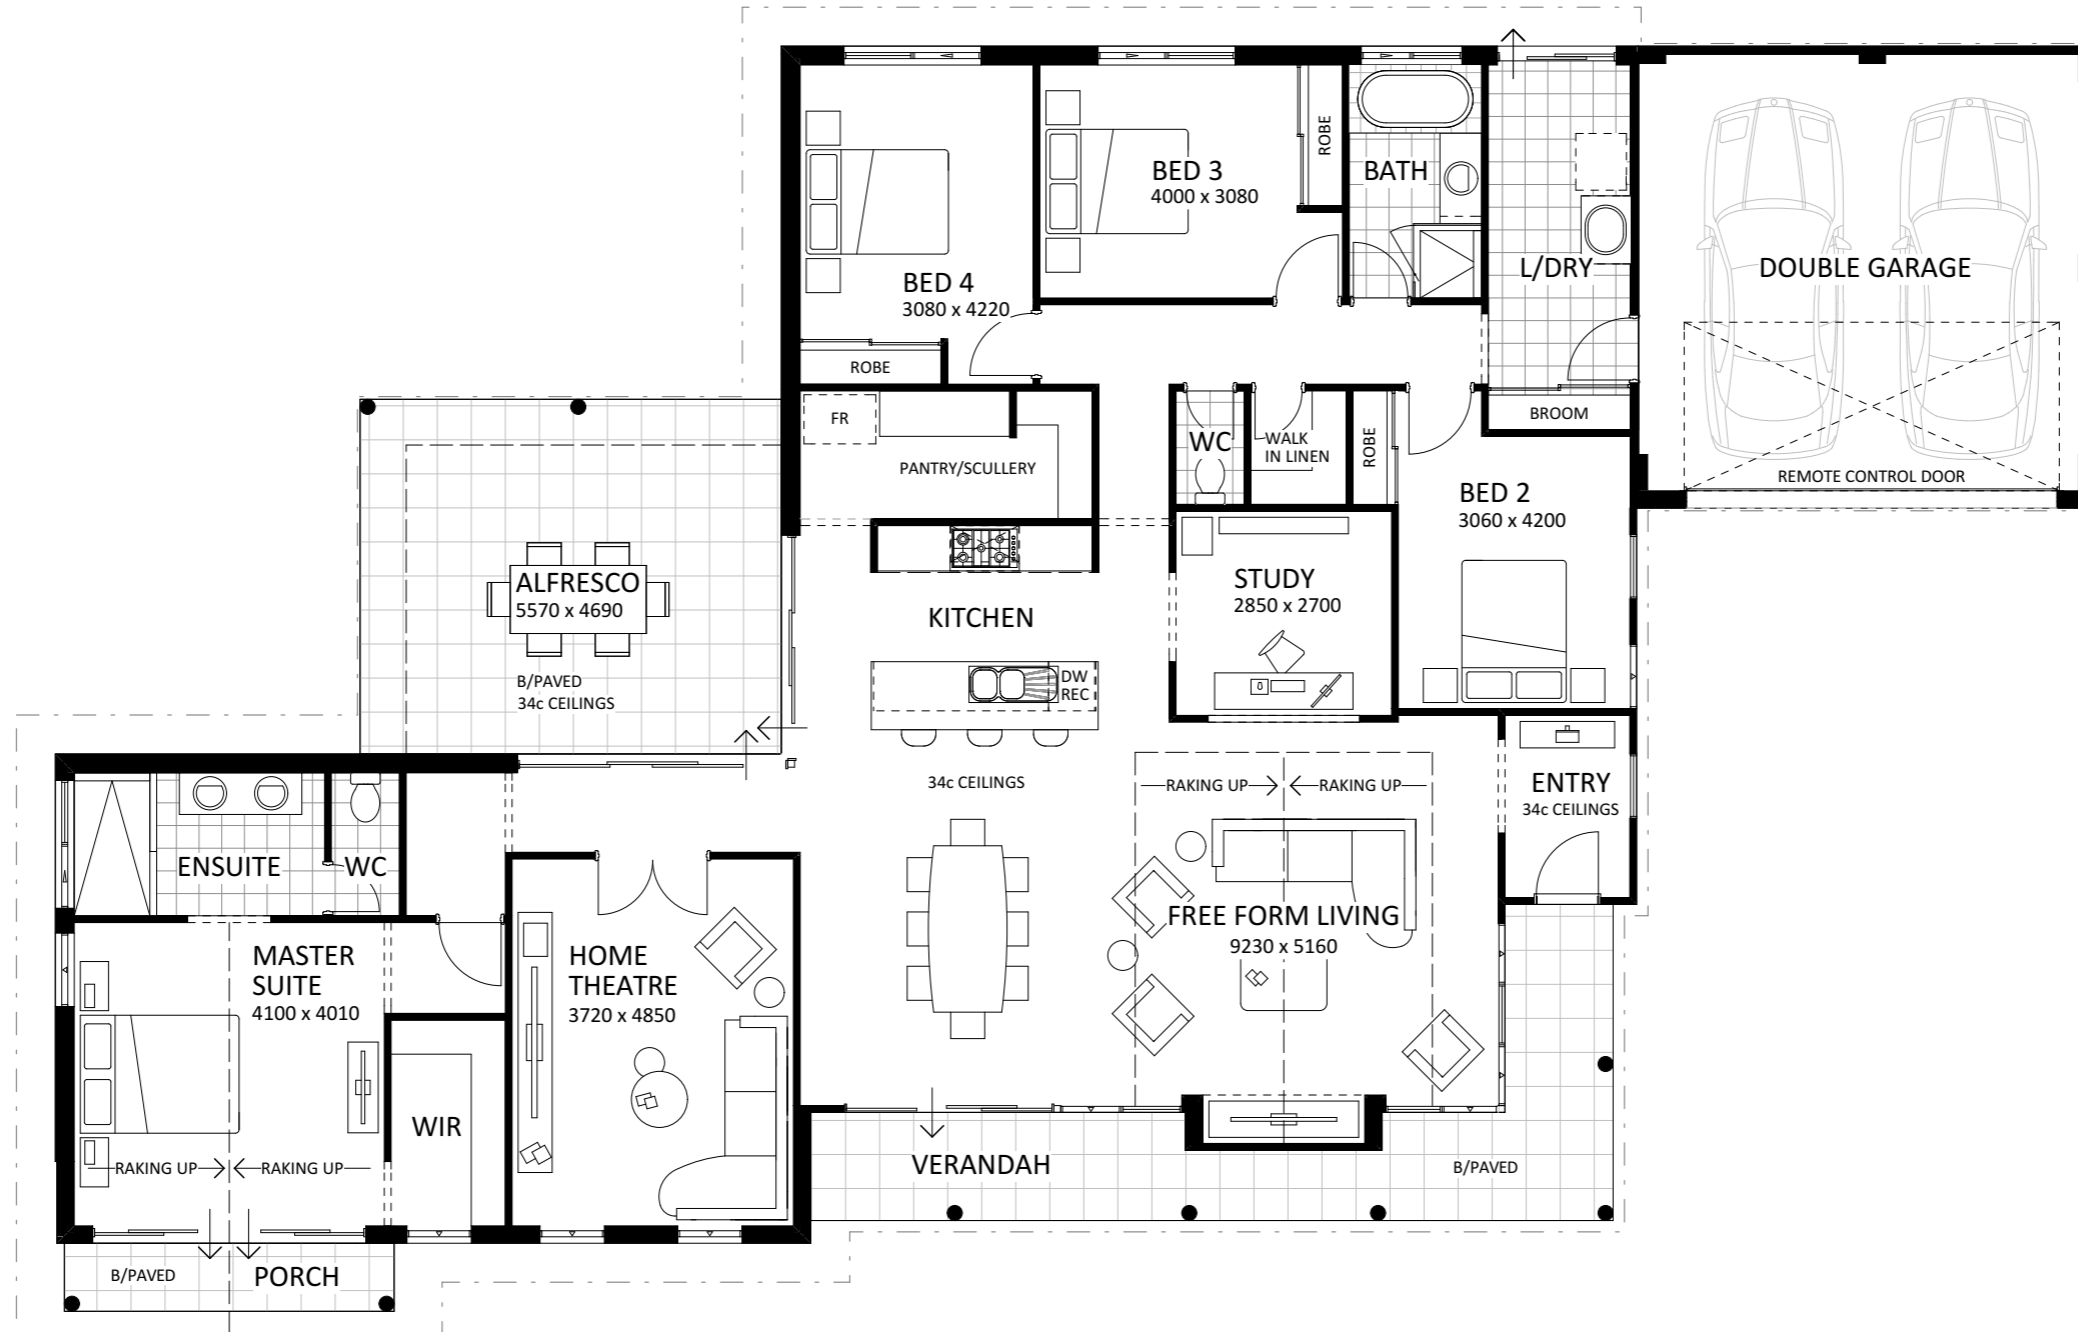 BED 4
3080 x 4220
ROBE
BED 3
4000 x 3080
ROBE
BATH
L/DRY
DOUBLE GARAGE
REMOTE CONTROL DOOR
BROOM
FR
PANTRY/SCULLERY
WC
WALK
IN LINEN
ROBE
BED 2
3060 x 4200
ALFRESCO
5570 x 4690
B/PAVED
34c CEILINGS
KITCHEN
DW
REC
STUDY
2850 x 2700
34c CEILINGS
RAKING UP
RAKING UP
ENTRY
34c CEILINGS
ENSUITE
WC
FREE FORM LIVING
9230 x 5160
MASTER
SUITE
4100 x 4010
HOME
THEATRE
3720 x 4850
WIR
RAKING UP
RAKING UP
VERANDAH
B/PAVED
B/PAVED
PORCH